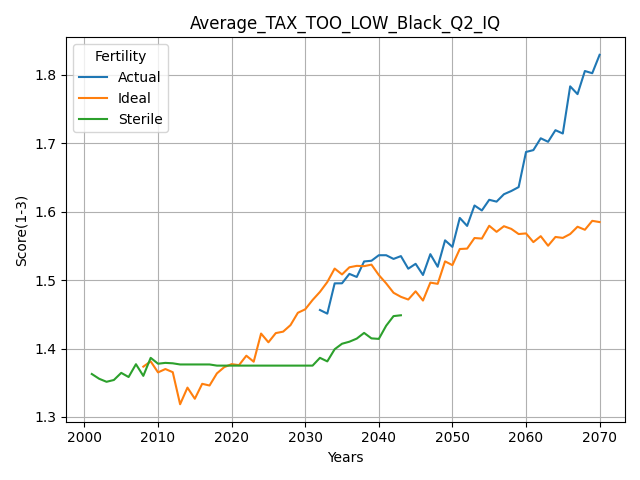 Average_TAX_TOO_LOW_Black_Q2_IQ
Fertility
Actual
Ideal
Sterile
Score(1-3)
1.8
1.7
1.6
1.5
1.4
1.3
2000 2010 2020 2030 2040 2050 2060 2070
Years